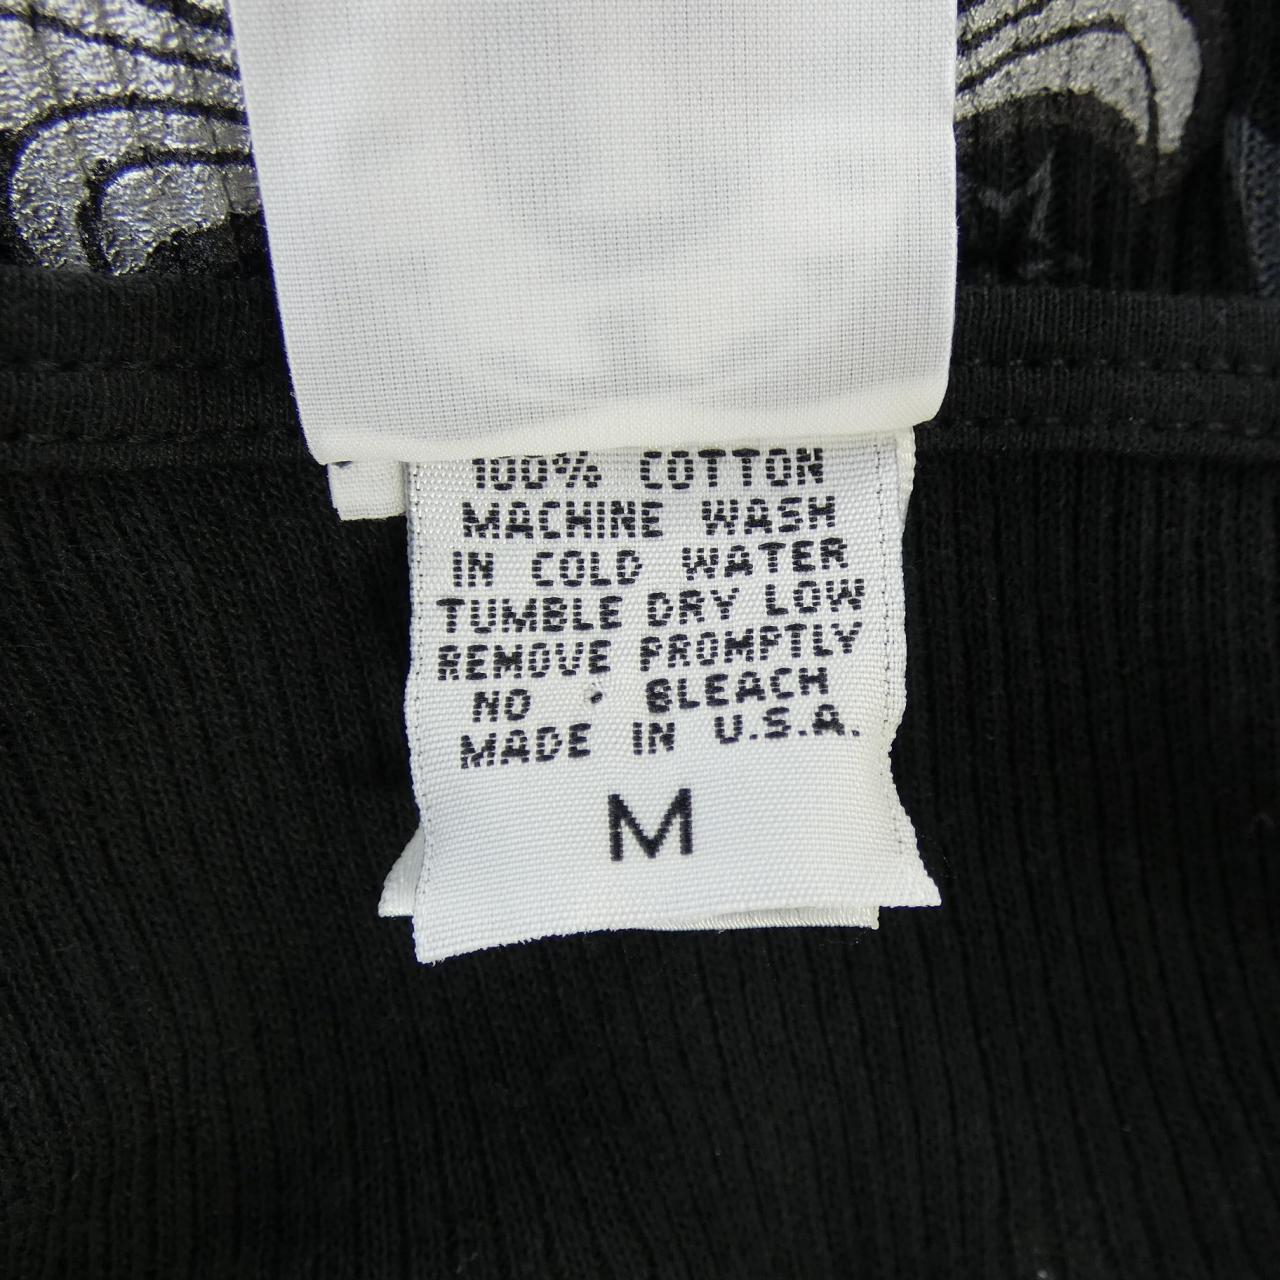 100% COTTON
MACHINE WASH
IN COLD WATER
TUMBLE DRY LOW
REMOVE PROMPTLY
NO • BLEACH
MADE IN U.S.A.
M